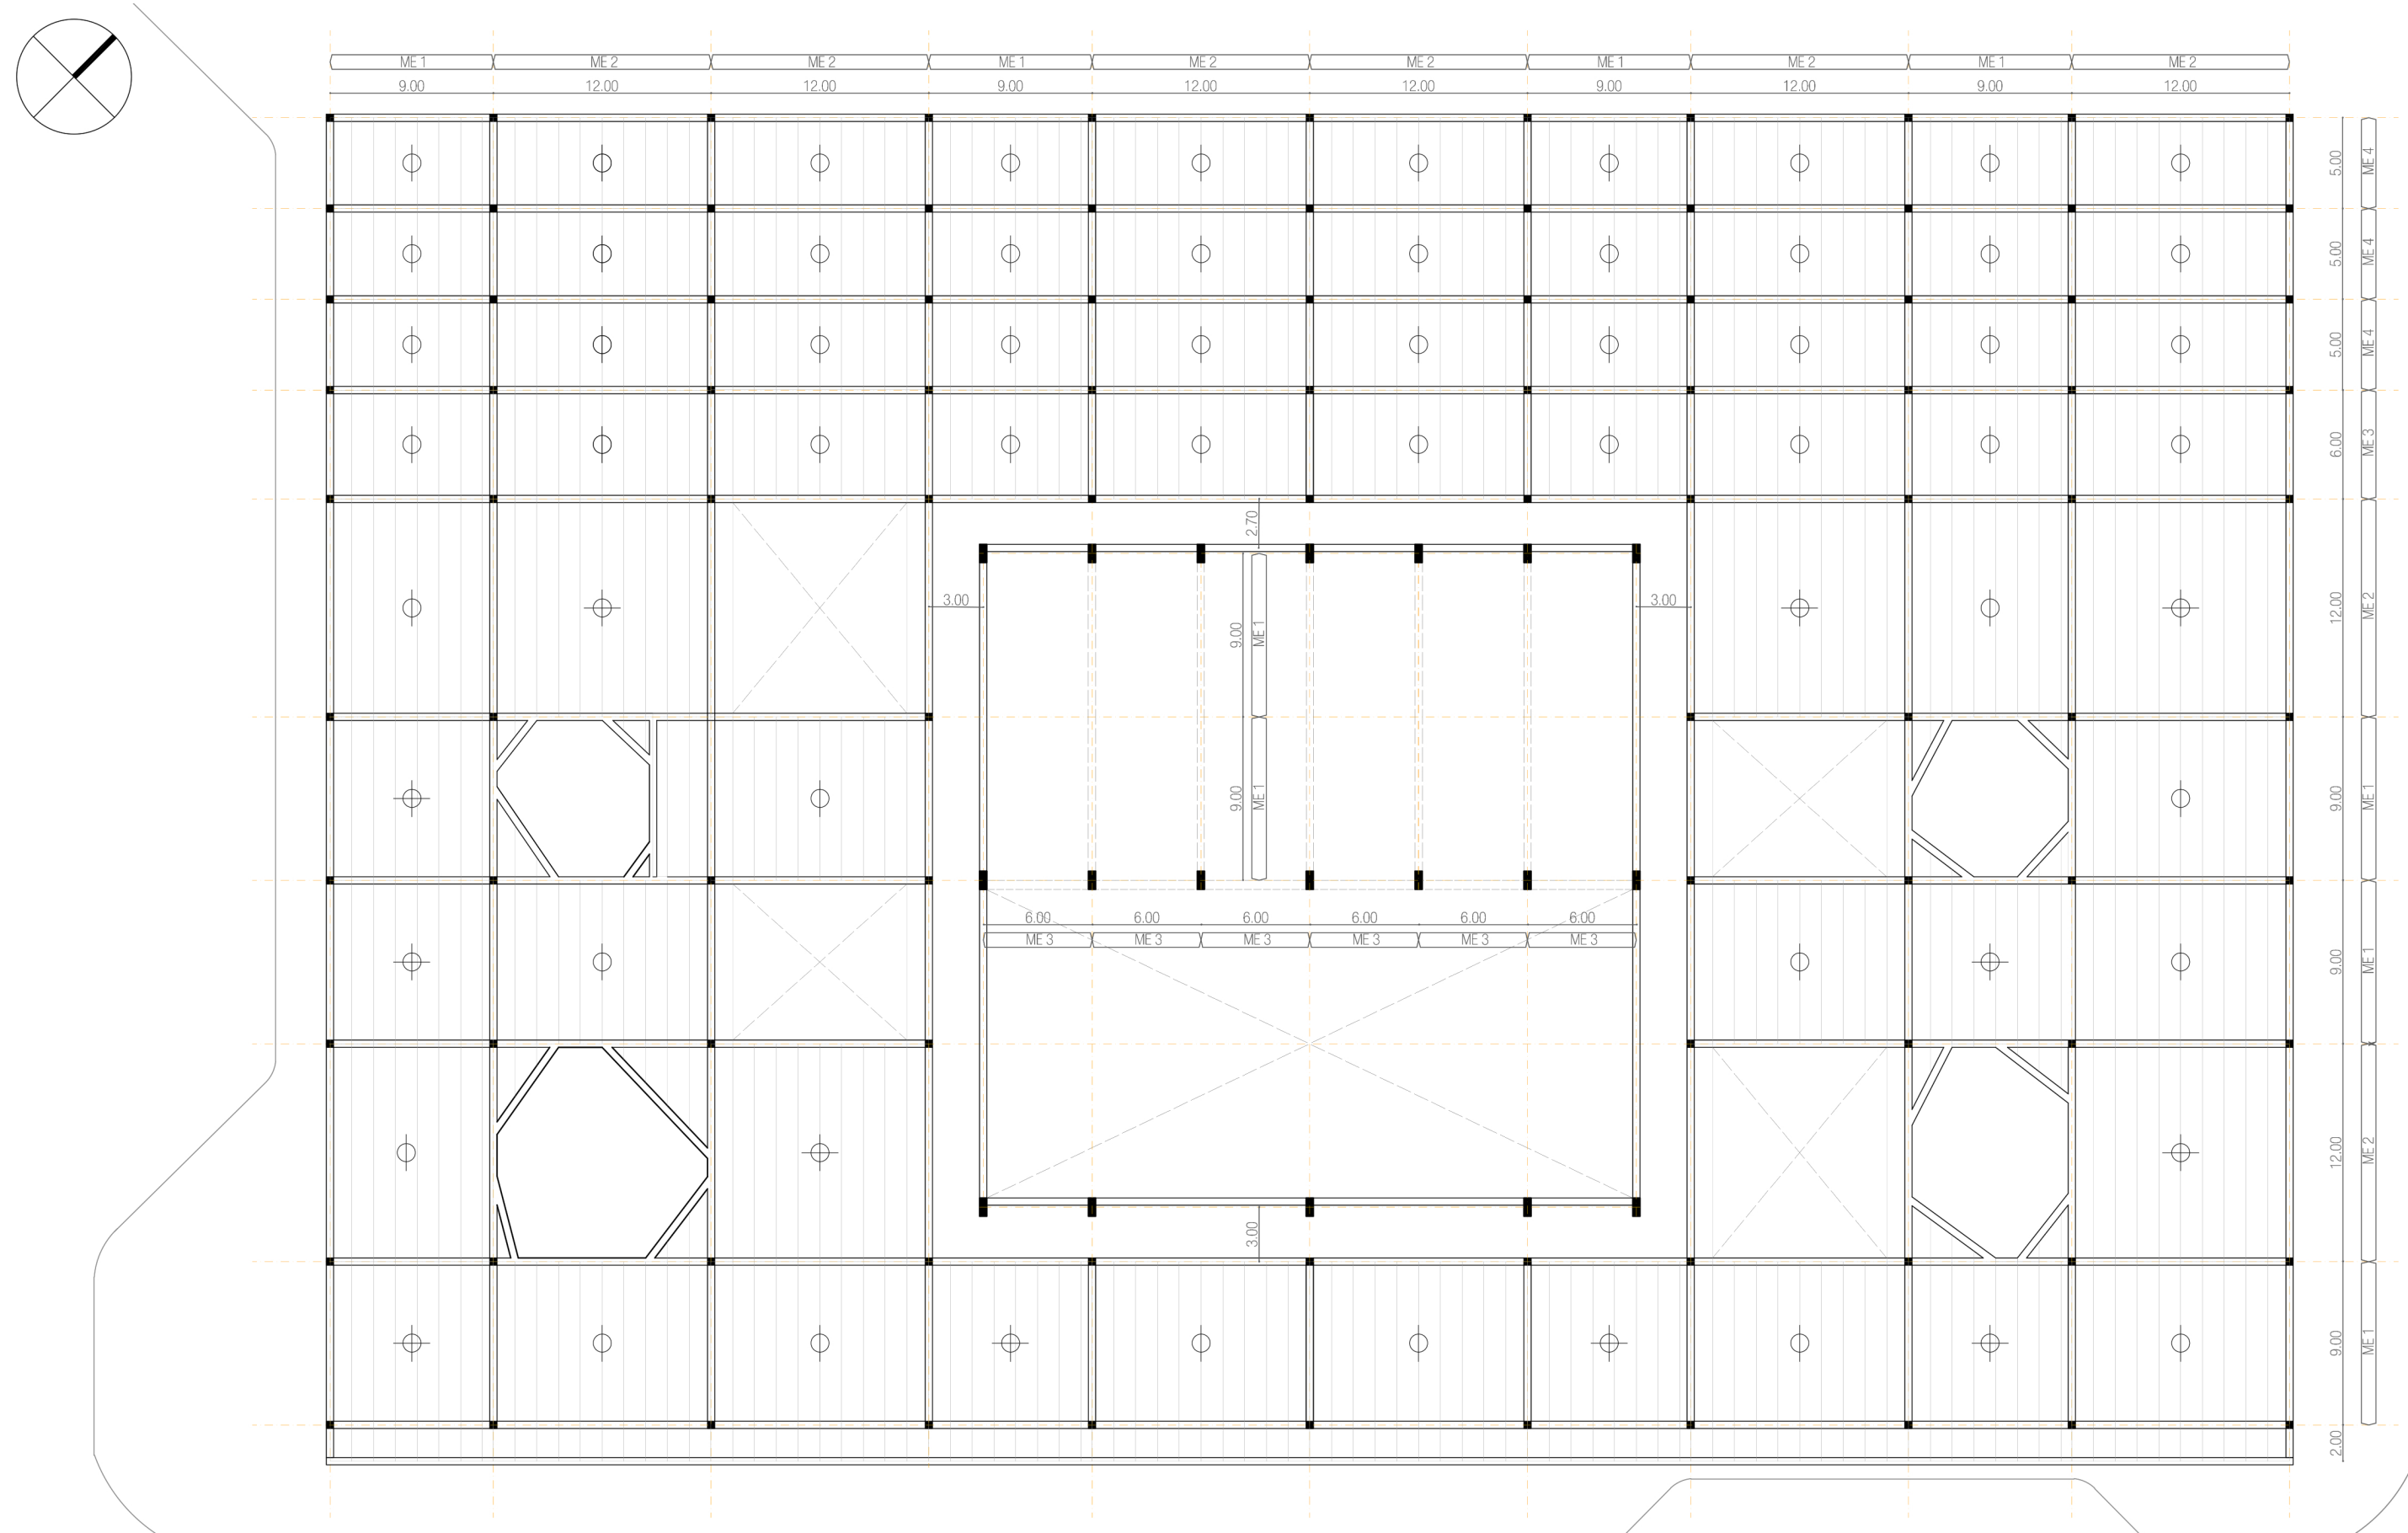 ME 1 ME 2 ME 2 ME 1 ME 2 ME 2 ME 1 ME 2 ME 1 ME 2
9.00 12.00 12.00 9.00 12.00 12.00 9.00 12.00 9.00 12.00
5.00 ME 4
5.00 ME 4
5.00 ME 4
6.00 ME 3
2.70
3.00 3.00
9.00 ME 1
12.00 ME 2
9.00 ME 1
9.00 ME 1
6.00 6.00 6.00 6.00 6.00 6.00
ME 3 ME 3 ME 3 ME 3 ME 3 ME 3
9.00 ME 1
12.00 ME 2
3.00
9.00 ME 1
2.00